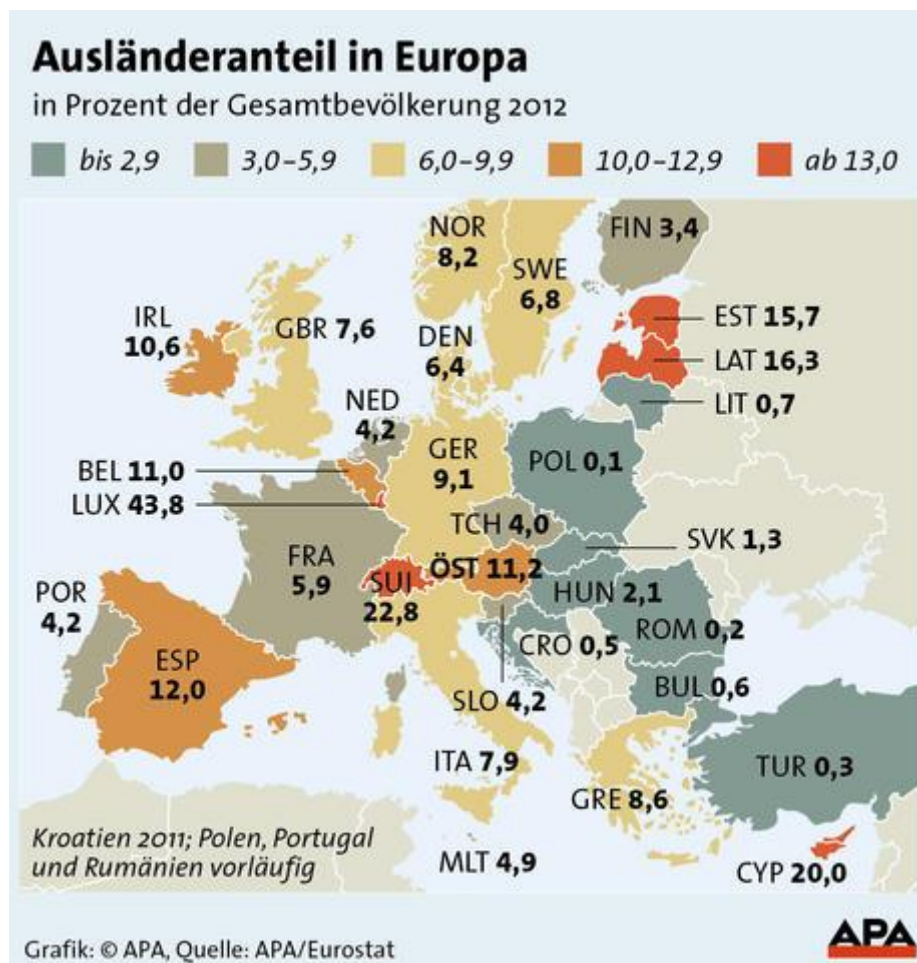 Ausländeranteil in Europa
in Prozent der Gesamtbevölkerung 2012
bis 2,9
3,0–5,9
6,0–9,9
10,0–12,9
ab 13,0
NOR
8,2
FIN 3,4
SWE
6,8
IRL
10,6
GBR 7,6
DEN
6,4
EST 15,7
LAT 16,3
LIT 0,7
NED
4,2
GER
9,1
POL 0,1
BEL 11,0
LUX 43,8
TCH 4,0
SVK 1,3
FRA
5,9
SUI
22,8
ÖST 11,2
HUN 2,1
POR
4,2
ESP
12,0
CRO 0,5
ROM 0,2
SLO 4,2
BUL 0,6
ITA 7,9
GRE 8,6
TUR 0,3
MLT 4,9
CYP 20,0
Kroatien 2011; Polen, Portugal
und Rumänien vorläufig
Grafik: © APA, Quelle: APA/Eurostat
APA